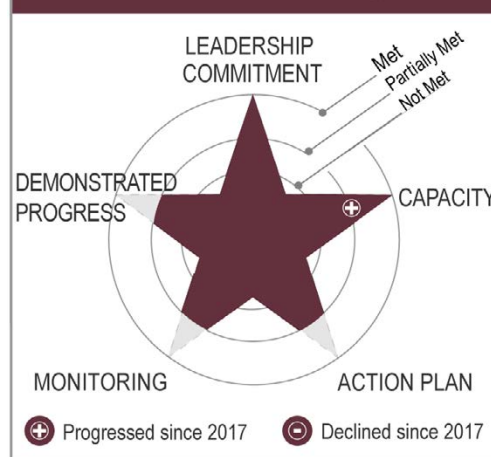 LEADERSHIP
COMMITMENT
Met
Partially Met
Not Met
DEMONSTRATED
PROGRESS
CAPACITY
MONITORING
ACTION PLAN
Progressed since 2017
Declined since 2017